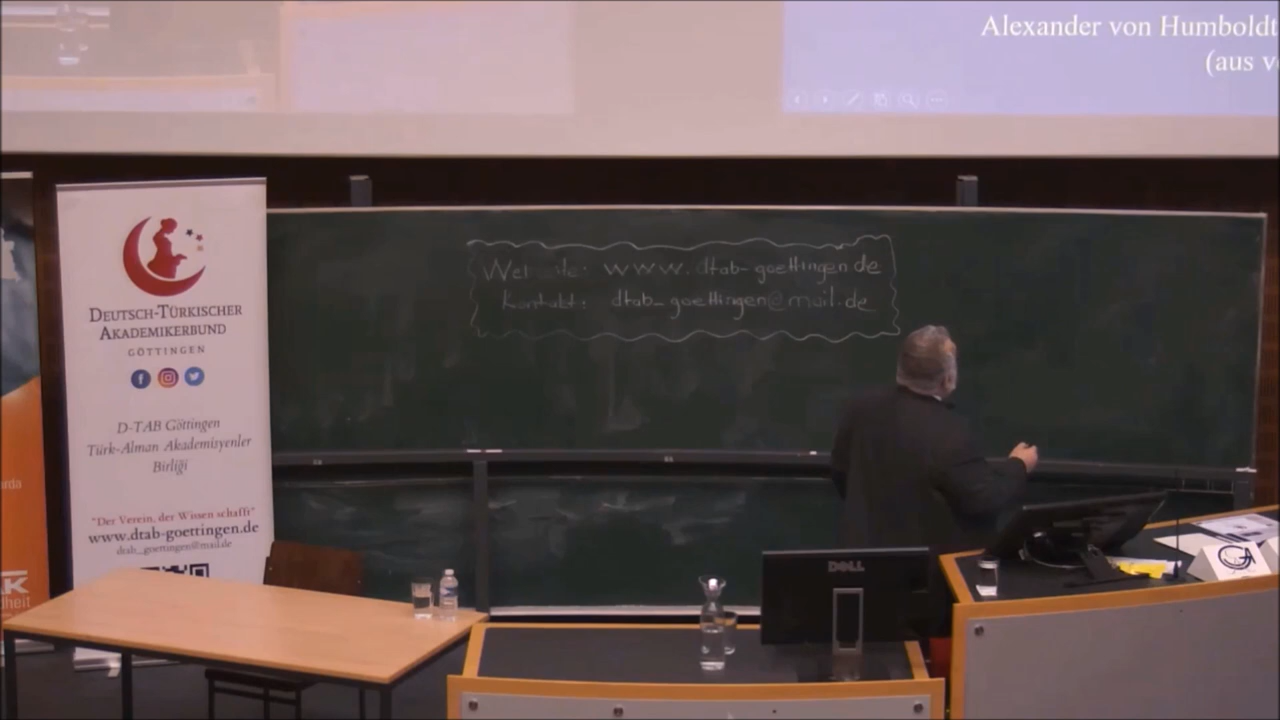 Alexander von Humboldt
(aus
DEUTSCH-TÜRKISCHER
AKADEMIKERBUND
GÖTTINGEN
D-TAB Göttingen
Türk-Alman Akademisyenler
Birliği
"Der Verein, der Wissen schafft"
www.dtab-goettingen.de
dtab_goettingen@mail.de
Website: www.dtab-goettingen.de
Kontakt: dtab_goettingen@mail.de
DELL